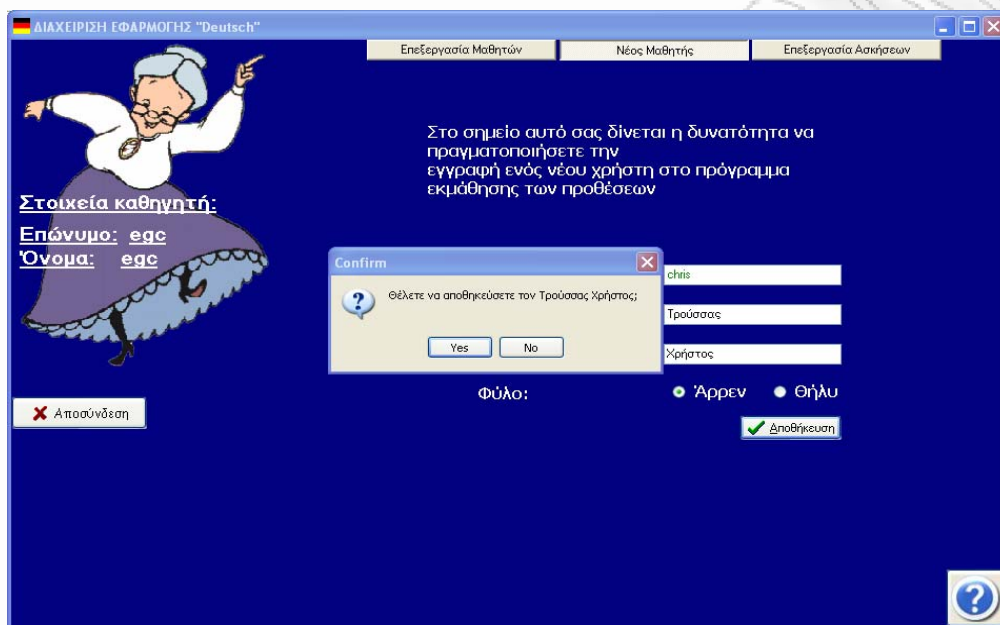 ΔΙΑΧΕΙΡΙΣΗ ΕΦΑΡΜΟΓΗΣ "Deutsch"
Επεξεργασία Μαθητών
Νέος Μαθητής
Επεξεργασία Ασκήσεων
Στο σημείο αυτό σας δίνεται η δυνατότητα να
πραγματοποιήσετε την
εγγραφή ενός νέου χρήστη στο πρόγραμμα
εκμάθησης των προθέσεων
Στοιχεία καθηγητή:
Επώνυμο: egc
Όνομα: egc
Confirm
Θέλετε να αποθηκεύσετε τον Τρούσσας Χρήστος;
Yes
No
chris
Τρούσσας
Χρήστος
Φύλο:
Άρρεν
Θήλυ
Αποσύνδεση
Αποθήκευση